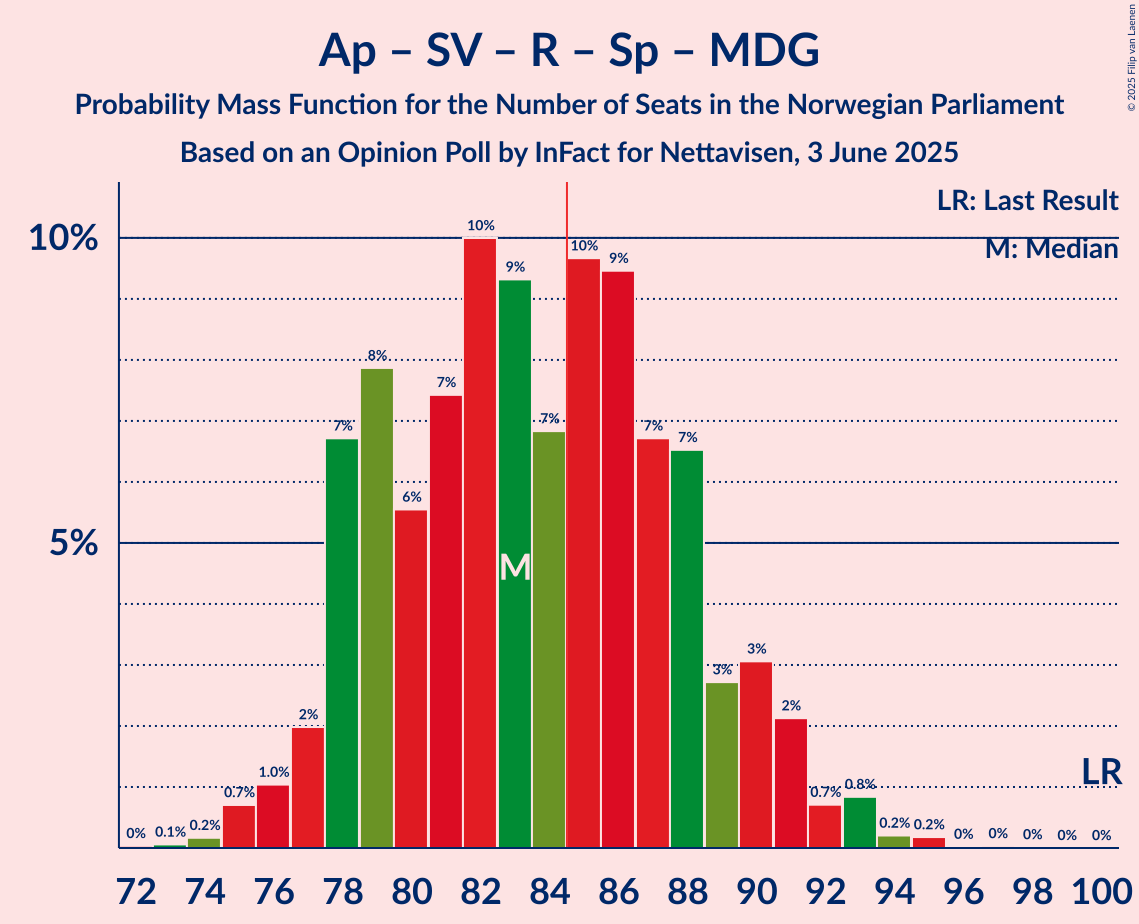 Ap – SV – R – Sp – MDG
Probability Mass Function for the Number of Seats in the Norwegian Parliament
Based on an Opinion Poll by InFact for Nettavisen, 3 June 2025
© 2025 Filip van Laenen
LR: Last Result
M: Median
10%
5%
0% 0.1% 0.2% 0.7% 1.0% 2% 7% 8% 6% 7% 10% 9% 7% 10% 9% 7% 7% 3% 3% 2% 0.7% 0.8% 0.2% 0.2% 0% 0% 0% 0% 0%
M
LR
72 74 76 78 80 82 84 86 88 90 92 94 96 98 100